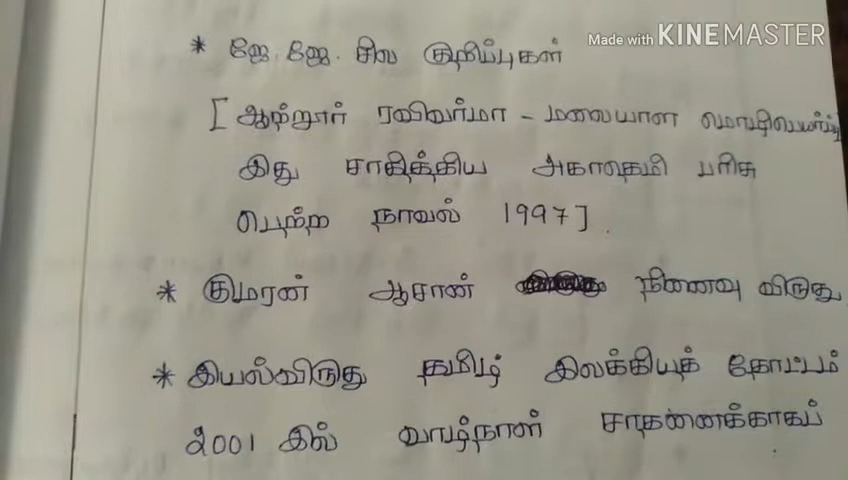 Made with KINEMASTER
* ஜே. ஜே. சில குறிப்புகள்
[ ஆற்றூர் ரவிவர்மா - மலையாள மொழிபெயர்ப்பு
இது சாகித்திய அகாதெமி பரிசு
பெற்ற நாவல் 1997]
* குமரன் ஆசான் நினைவு விருது
* இயல்விருது தமிழ் இலக்கியத் தோட்டம்
2001 இல் வாழ்நாள் சாதனைக்காகப்